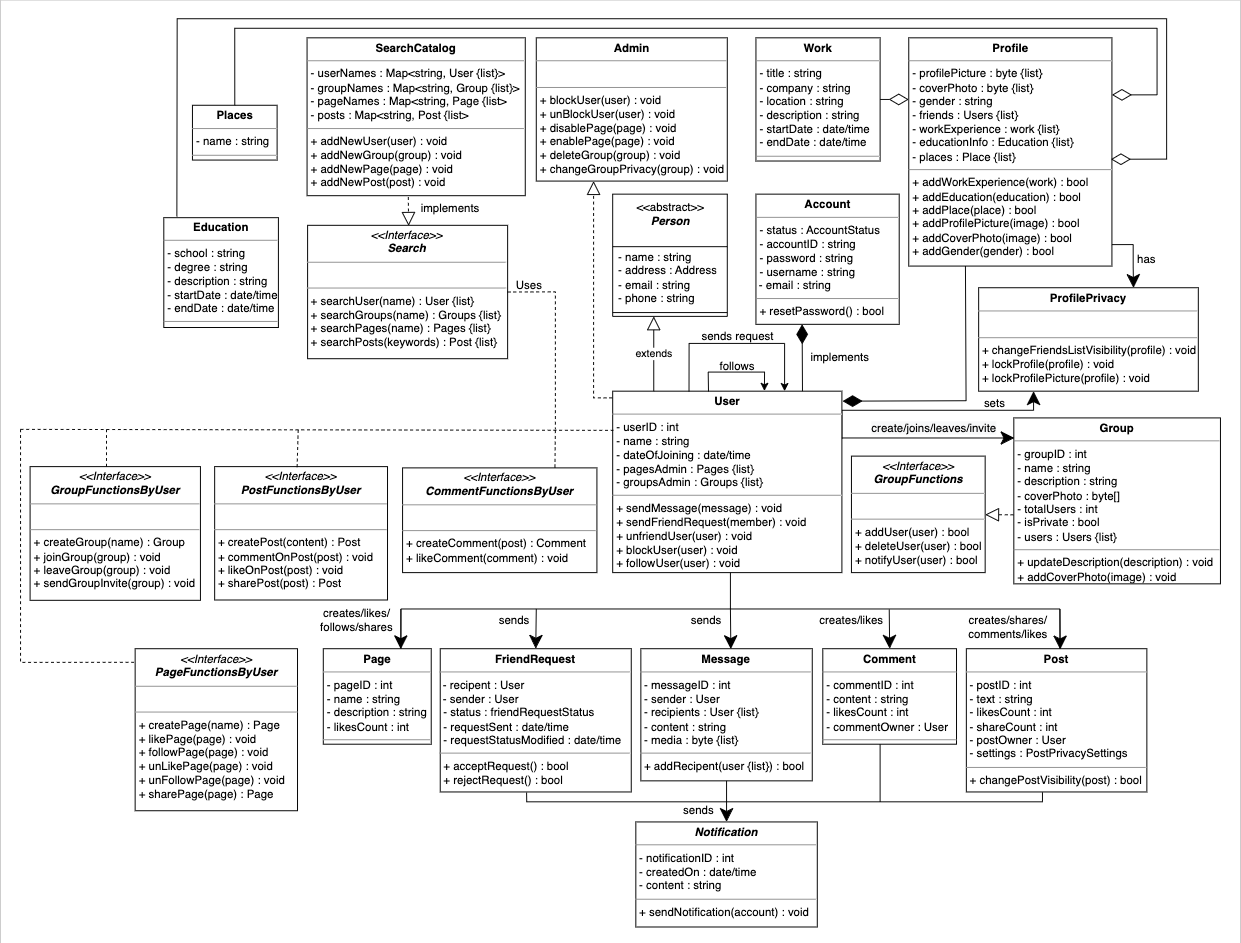 SearchCatalog
- userNames : Map<string, User {list}>
- groupNames : Map<string, Group {list}>
- pageNames : Map<string, Page {list}
- posts : Map<string, Post {list}
+ addNewUser(user) : void
+ addNewGroup(group) : void
+ addNewPage(page) : void
+ addNewPost(post) : void
Admin
+ blockUser(user) : void
+ unBlockUser(user) : void
+ disablePage(page) : void
+ enablePage(page) : void
+ deleteGroup(group) : void
+ changeGroupPrivacy(group) : void
Work
- title : string
- company : string
- location : string
- description : string
- startDate : date/time
- endDate : date/time
Profile
- profilePicture : byte {list}
- coverPhoto : byte {list}
- gender : string
- friends : Users {list}
- workExperience : work {list}
- educationInfo : Education {list}
- places : Place {list}
+ addWorkExperience(work) : bool
+ addEducation(education) : bool
+ addPlace(place) : bool
+ addProfilePicture(image) : bool
+ addCoverPhoto(image) : bool
+ addGender(gender) : bool
Places
- name : string
implements
<<abstract>>
Person
- name : string
- address : Address
- email : string
- phone : string
Account
- status : AccountStatus
- accountID : string
- password : string
- username : string
- email : string
+ resetPassword() : bool
Education
- school : string
- degree : string
- description : string
- startDate : date/time
- endDate : date/time
<<Interface>>
Search
+ searchUser(name) : User {list}
+ searchGroups(name) : Groups {list}
+ searchPages(name) : Pages {list}
+ searchPosts(keywords) : Post {list}
Uses
has
ProfilePrivacy
+ changeFriendsListVisibility(profile) : void
+ lockProfile(profile) : void
+ lockProfilePicture(profile) : void
extends
sends request
follows
implements
sets
create/joins/leaves/invite
User
- userID : int
- name : string
- dateOfJoining : date/time
- pagesAdmin : Pages {list}
- groupsAdmin : Groups {list}
+ sendMessage(message) : void
+ sendFriendRequest(member) : void
+ unfriendUser(user) : void
+ blockUser(user) : void
+ followUser(user) : void
Group
- groupID : int
- name : string
- description : string
- coverPhoto : byte[]
- totalUsers : int
- isPrivate : bool
- users : Users {list}
+ updateDescription(description) : void
+ addCoverPhoto(image) : void
<<Interface>>
GroupFunctions
+ addUser(user) : bool
+ deleteUser(user) : bool
+ notifyUser(user) : bool
<<Interface>>
GroupFunctionsByUser
+ createGroup(name) : Group
+ joinGroup(group) : void
+ leaveGroup(group) : void
+ sendGroupInvite(group) : void
<<Interface>>
PostFunctionsByUser
+ createPost(content) : Post
+ commentOnPost(post) : void
+ likeOnPost(post) : void
+ sharePost(post) : Post
<<Interface>>
CommentFunctionsByUser
+ createComment(post) : Comment
+ likeComment(comment) : void
creates/likes/
follows/shares
sends
sends
creates/likes
creates/shares/
comments/likes
<<Interface>>
PageFunctionsByUser
+ createPage(name) : Page
+ likePage(page) : void
+ followPage(page) : void
+ unLikePage(page) : void
+ unFollowPage(page) : void
+ sharePage(page) : Page
Page
- pageID : int
- name : string
- description : string
- likesCount : int
FriendRequest
- recipent : User
- sender : User
- status : friendRequestStatus
- requestSent : date/time
- requestStatusModified : date/time
+ acceptRequest() : bool
+ rejectRequest() : bool
Message
- messageID : int
- sender : User
- recipients : User {list}
- content : string
- media : byte {list}
+ addRecipent(user {list}) : bool
Comment
- commentID : int
- content : string
- likesCount : int
- commentOwner : User
Post
- postID : int
- text : string
- likesCount : int
- shareCount : int
- postOwner : User
- settings : PostPrivacySettings
+ changePostVisibility(post) : bool
sends
Notification
- notificationID : int
- createdOn : date/time
- content : string
+ sendNotification(account) : void